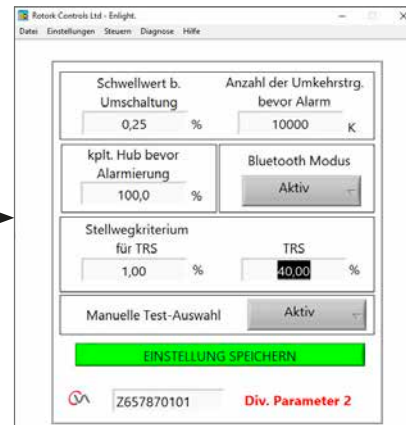 Rotork Controls Ltd - Enlight.
Datei Einstellungen Steuern Diagnose Hilfe
Schwellwert b. Umschaltung
0,25 %
Anzahl der Umkehrstrg. bevor Alarm
10000 K
kplt. Hub bevor Alarmierung
100,0 %
Bluetooth Modus
Aktiv
Stellwegkriterium für TRS
1,00 %
TRS
40,00 %
Manuelle Test-Auswahl Aktiv
EINSTELLUNG SPEICHERN
Z657870101 Div. Parameter 2